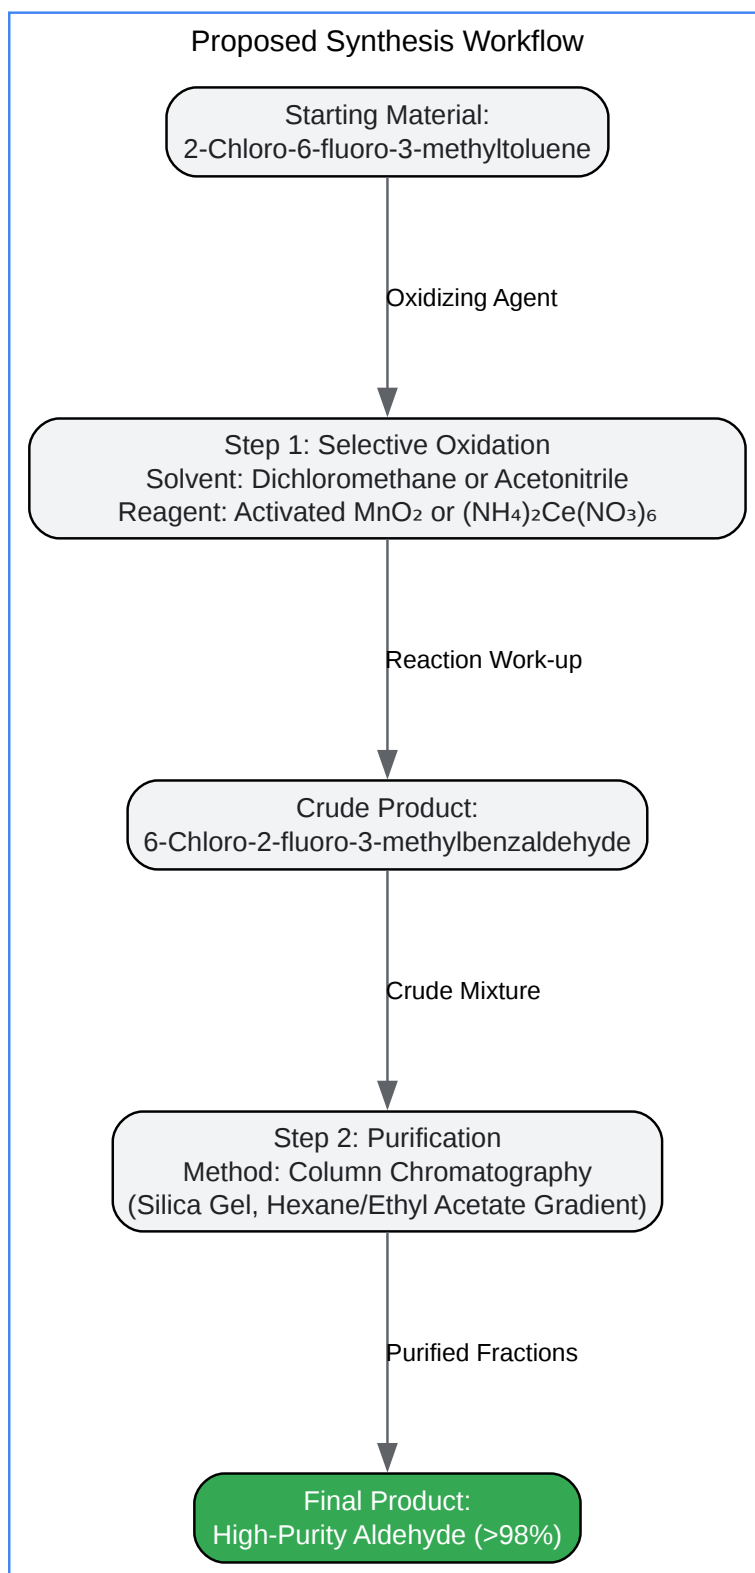 Proposed Synthesis Workflow
Starting Material:
2-Chloro-6-fluoro-3-methyltoluene
Oxidizing Agent
Step 1: Selective Oxidation
Solvent: Dichloromethane or Acetonitrile
Reagent: Activated MnO₂ or (NH₄)₂Ce(NO₃)₆
Reaction Work-up
Crude Product:
6-Chloro-2-fluoro-3-methylbenzaldehyde
Crude Mixture
Step 2: Purification
Method: Column Chromatography
(Silica Gel, Hexane/Ethyl Acetate Gradient)
Purified Fractions
Final Product:
High-Purity Aldehyde (>98%)